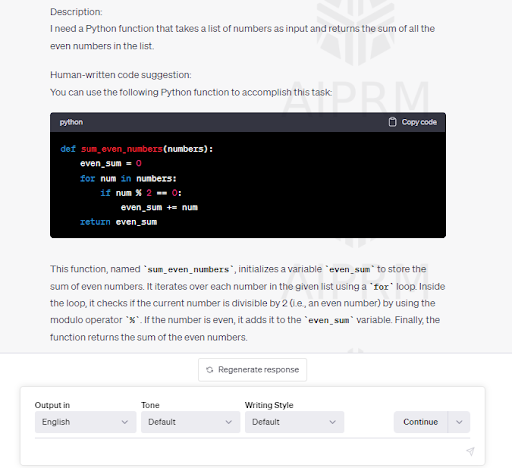 Description:
I need a Python function that takes a list of numbers as input and returns the sum of all the
even numbers in the list.
Human-written code suggestion:
You can use the following Python function to accomplish this task:
AIPRM
python
Copy code
def sum_even_numbers(numbers):
    even_sum = 0
    for num in numbers:
        if num % 2 == 0:
            even_sum += num
    return even_sum
This function, named `sum_even_numbers`, initializes a variable `even_sum` to store the
sum of even numbers. It iterates over each number in the given list using a `for` loop. Inside
the loop, it checks if the current number is divisible by 2 (i.e., an even number) by using the
modulo operator `%`. If the number is even, it adds it to the `even_sum` variable. Finally, the
function returns the sum of the even numbers.
AIPRM
Regenerate response
Output in
Tone
Writing Style
English
Default
Default
Continue